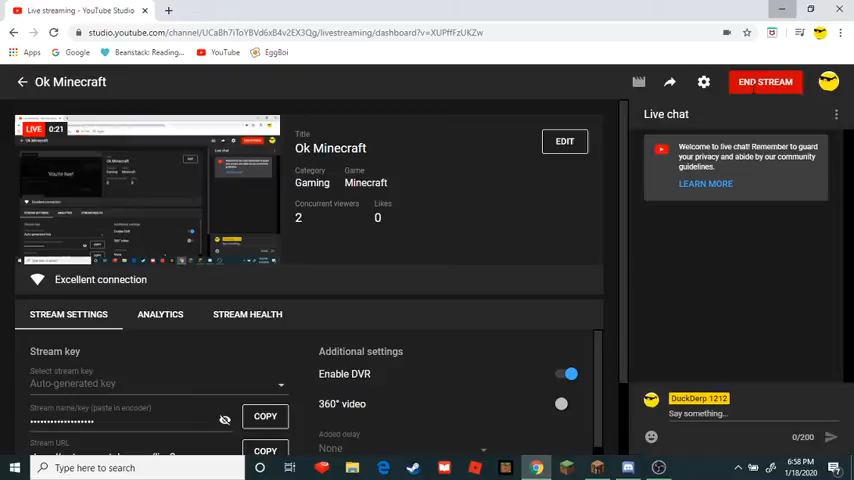 Live streaming - YouTube Studio
studio.youtube.com/channel/UCaBh7iToYBVd6xB4v2EX3Qg/livestreaming/dashboard?v=XUPffFzUKZw
Apps Google Beanstack: Reading... YouTube EggBoi
Ok Minecraft
END STREAM
Live chat
LIVE 0:21
You're live!
Title
Ok Minecraft
EDIT
Category Game
Gaming Minecraft
Concurrent viewers Likes
2 0
Welcome to live chat! Remember to guard
your privacy and abide by our community
guidelines.
LEARN MORE
Excellent connection
STREAM SETTINGS ANALYTICS STREAM HEALTH
Stream key
Select stream key
Auto-generated key
Stream name/key (paste in encoder)
••••••••••••••••••• COPY
Stream URL
COPY
Additional settings
Enable DVR
360° video
Added delay
None
DuckDerp 1212
Say something...
0/200
Type here to search
6:58 PM
1/18/2020